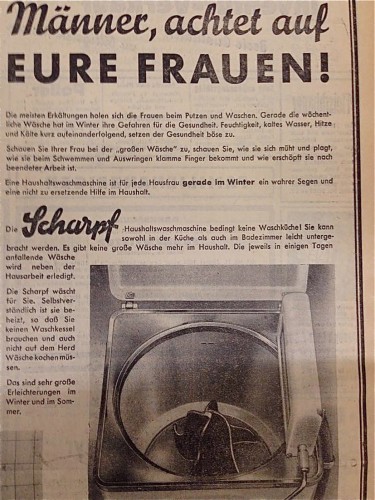 Männer, achtet auf
EURE FRAUEN!
Die meisten Erkältungen holen sich die Frauen beim Putzen und Waschen. Gerade die wöchent-
liche Wäsche hat im Winter ihre Gefahren für die Gesundheit. Feuchtigkeit, kaltes Wasser, Hitze
und Kälte kurz aufeinanderfolgend, setzen der Gesundheit böse zu.
Schauen Sie Ihrer Frau bei der „großen Wäsche" zu, schauen Sie, wie sie sich müht und plagt,
wie sie beim Schwemmen und Auswringen klamme Finger bekommt und wie erschöpft sie nach
beendeter Arbeit ist.
Eine Haushaltswaschmaschine ist für jede Hausfrau gerade im Winter ein wahrer Segen und
eine nicht zu ersetzende Hilfe im Haushalt.
Die Scharpf-Haushaltswaschmaschine bedingt keine Waschküche! Sie kann
sowohl in der Küche als auch im Badezimmer leicht unterge-
bracht werden. Es gibt keine große Wäsche mehr im Haushalt. Die jeweils in einigen Tagen
anfallende Wäsche
wird neben der
Hausarbeit erledigt.
Die Scharpf wäscht
für Sie. Selbstver-
ständlich ist sie be-
heizt, so daß Sie
keinen Waschkessel
brauchen und auch
nicht auf dem Herd
Wäsche kochen müs-
sen.
Das sind sehr große
Erleichterungen im
Winter und im Som-
mer.